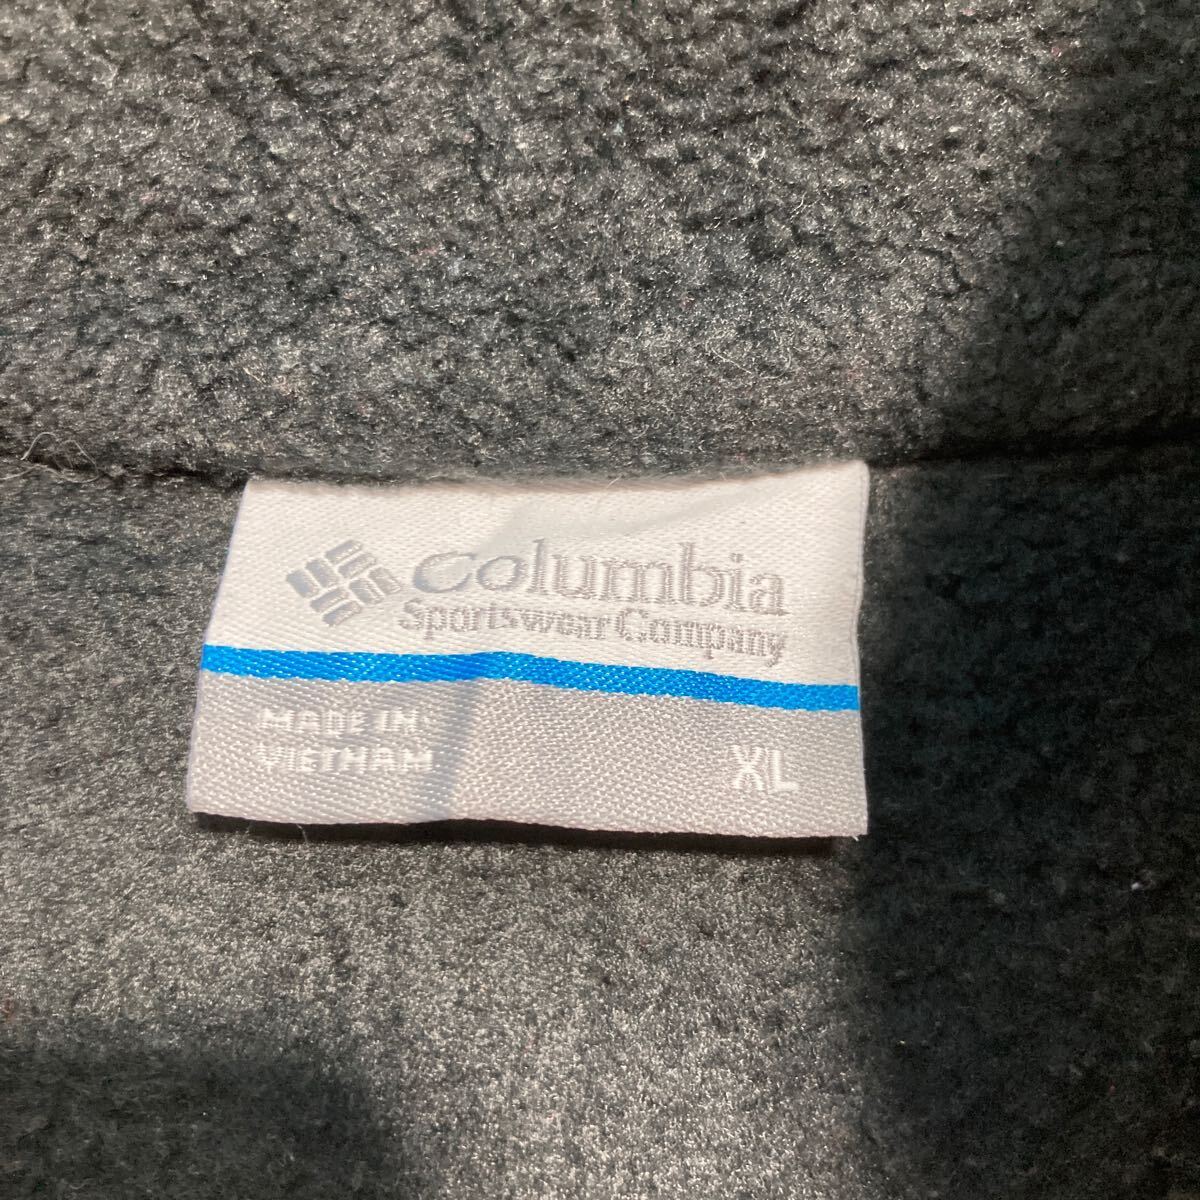 Columbia
Sportswear Company
MADE IN
VIETNAM
XL